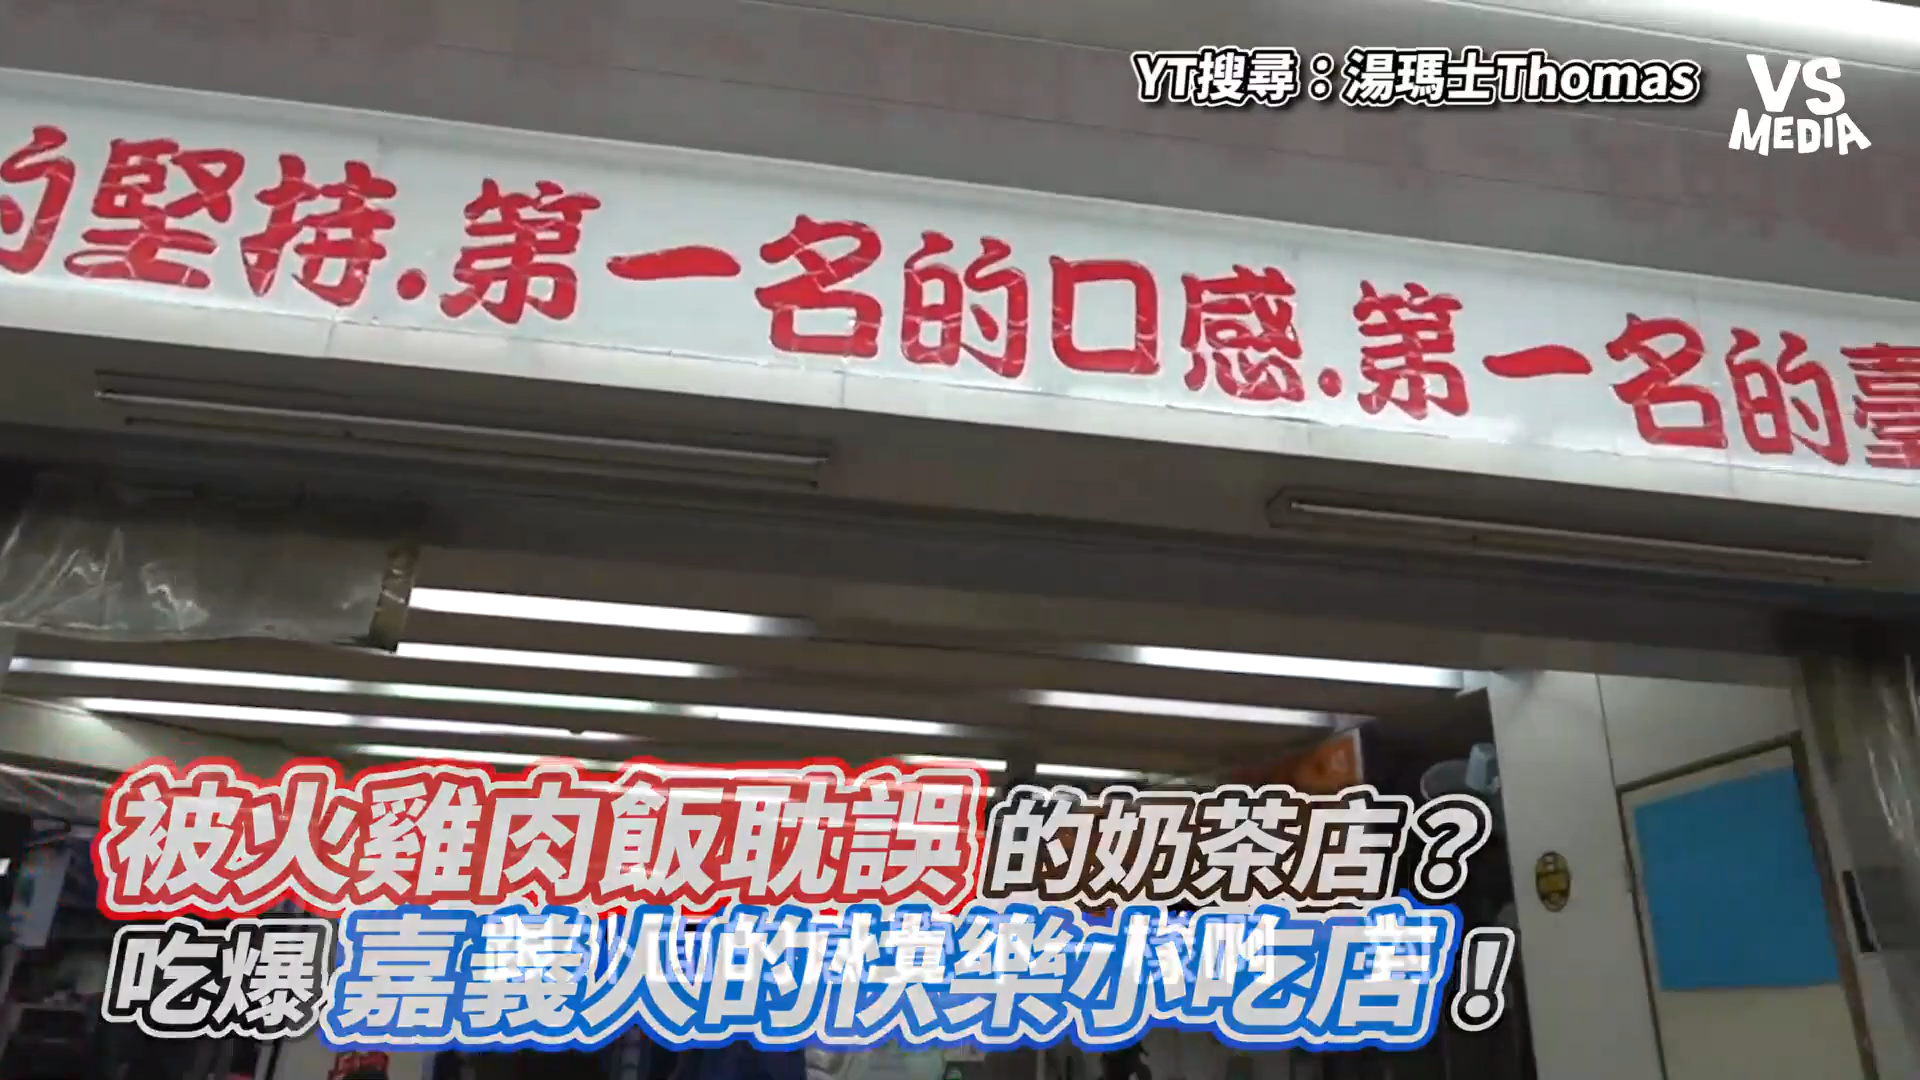 YT搜尋：湯瑪士Thomas
VS
MEDIA
的堅持.第一名的口感.第一名的臺
被火雞肉飯耽誤的奶茶店？
吃爆嘉義人的快樂小吃店！